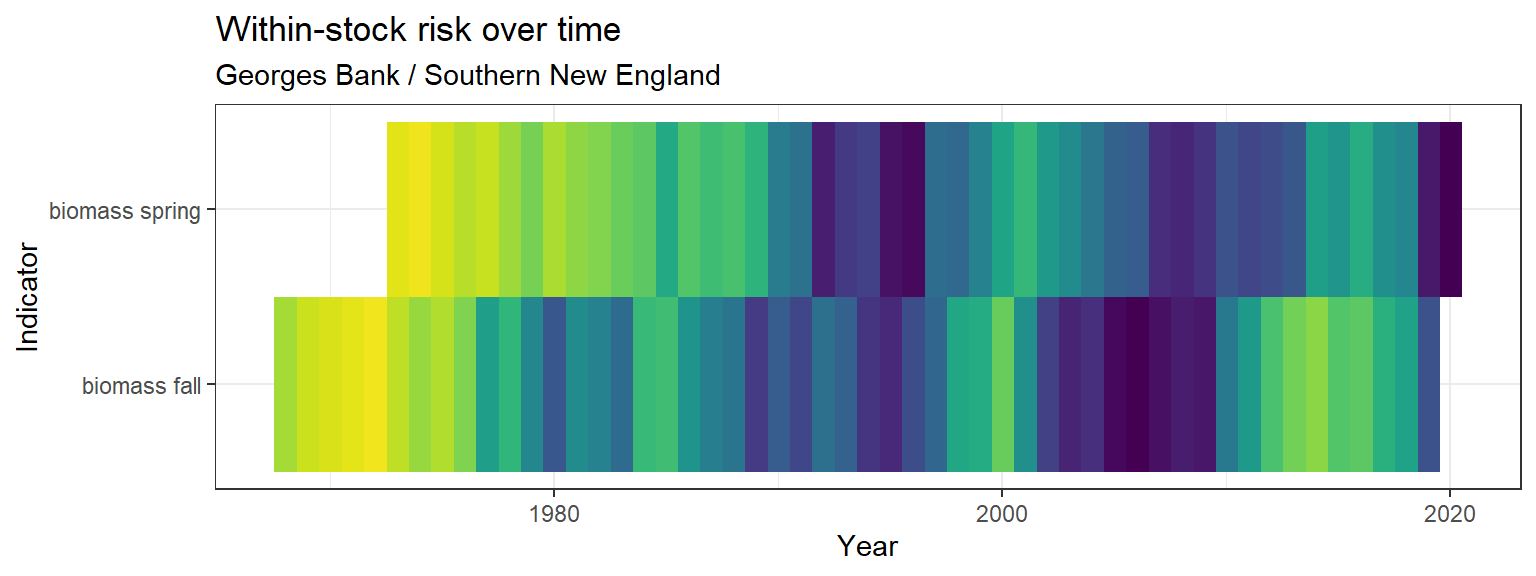 Within-stock risk over time
Georges Bank / Southern New England
Indicator
biomass spring
biomass fall
1980
2000
2020
Year